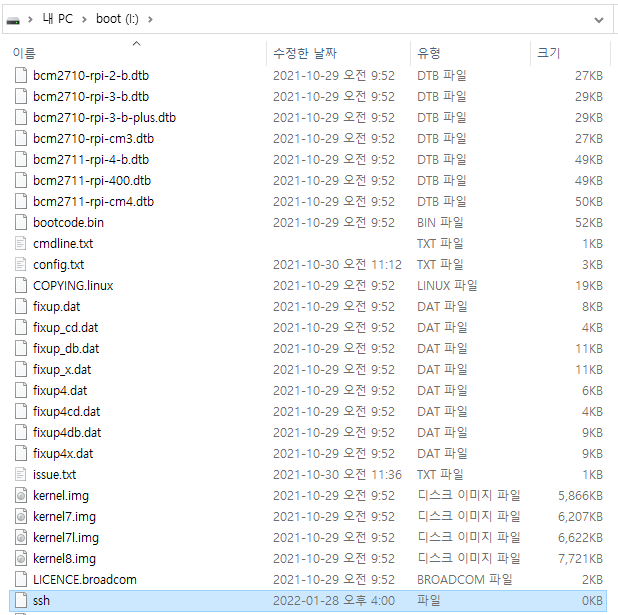 내 PC > boot (I:) >
이름 수정한 날짜 유형 크기
bcm2710-rpi-2-b.dtb 2021-10-29 오전 9:52 DTB 파일 27KB
bcm2710-rpi-3-b.dtb 2021-10-29 오전 9:52 DTB 파일 29KB
bcm2710-rpi-3-b-plus.dtb 2021-10-29 오전 9:52 DTB 파일 29KB
bcm2710-rpi-cm3.dtb 2021-10-29 오전 9:52 DTB 파일 27KB
bcm2711-rpi-4-b.dtb 2021-10-29 오전 9:52 DTB 파일 49KB
bcm2711-rpi-400.dtb 2021-10-29 오전 9:52 DTB 파일 49KB
bcm2711-rpi-cm4.dtb 2021-10-29 오전 9:52 DTB 파일 50KB
bootcode.bin 2021-10-29 오전 9:52 BIN 파일 52KB
cmdline.txt TXT 파일 1KB
config.txt 2021-10-30 오전 11:12 TXT 파일 3KB
COPYING.linux 2021-10-29 오전 9:52 LINUX 파일 19KB
fixup.dat 2021-10-29 오전 9:52 DAT 파일 8KB
fixup_cd.dat 2021-10-29 오전 9:52 DAT 파일 4KB
fixup_db.dat 2021-10-29 오전 9:52 DAT 파일 11KB
fixup_x.dat 2021-10-29 오전 9:52 DAT 파일 11KB
fixup4.dat 2021-10-29 오전 9:52 DAT 파일 6KB
fixup4cd.dat 2021-10-29 오전 9:52 DAT 파일 4KB
fixup4db.dat 2021-10-29 오전 9:52 DAT 파일 9KB
fixup4x.dat 2021-10-29 오전 9:52 DAT 파일 9KB
issue.txt 2021-10-30 오전 11:36 TXT 파일 1KB
kernel.img 2021-10-29 오전 9:52 디스크 이미지 파일 5,866KB
kernel7.img 2021-10-29 오전 9:52 디스크 이미지 파일 6,207KB
kernel7l.img 2021-10-29 오전 9:52 디스크 이미지 파일 6,622KB
kernel8.img 2021-10-29 오전 9:52 디스크 이미지 파일 7,721KB
LICENCE.broadcom 2021-10-29 오전 9:52 BROADCOM 파일 2KB
ssh 2022-01-28 오후 4:00 파일 0KB